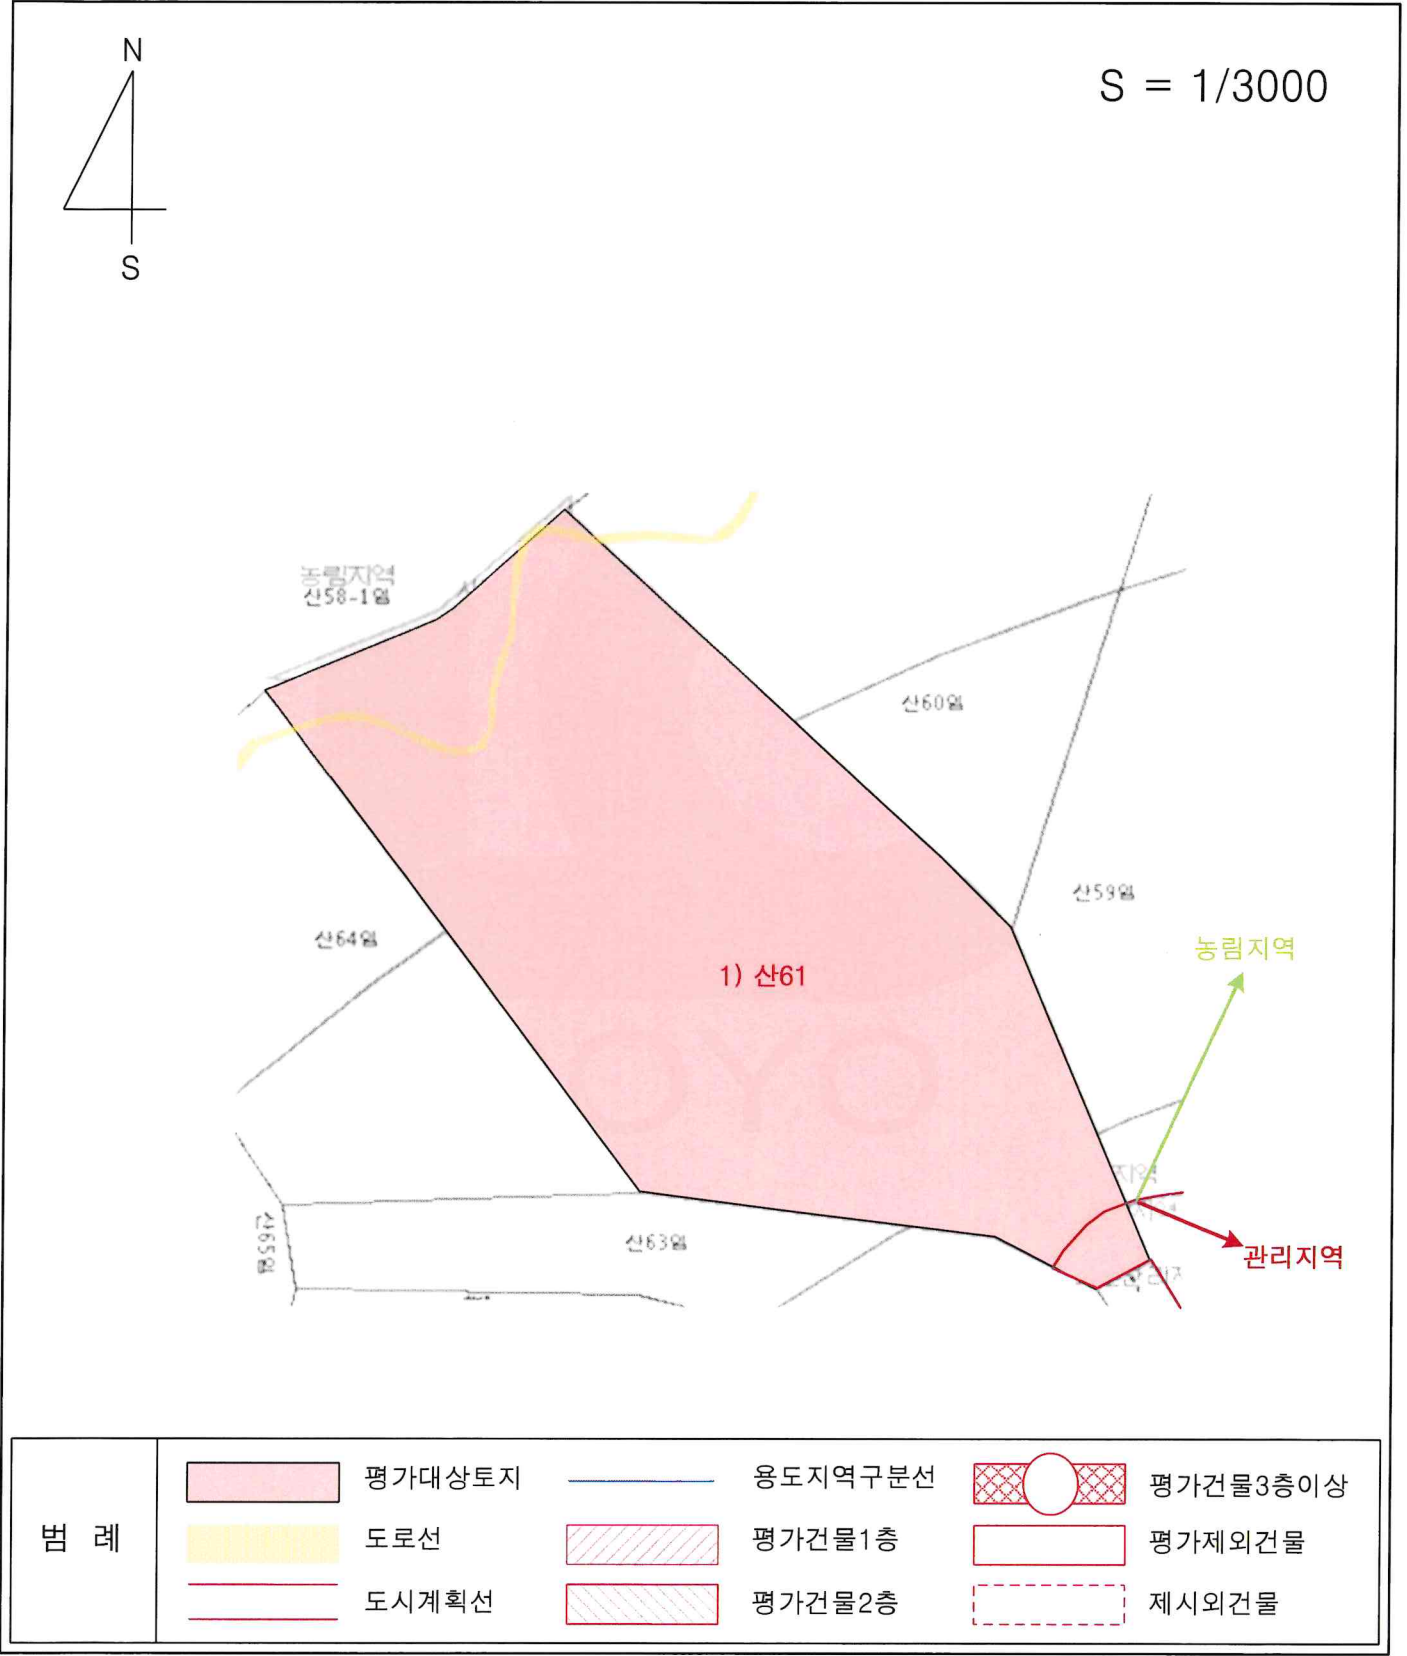 N
S = 1/3000
S
농림지역
산58-1임
산60임
산59임
산64임
농림지역
1) 산61
지역
산65임
산63임
관리지역
범 례
평가대상토지
용도지역구분선
평가건물3층이상
도로선
평가건물1층
평가제외건물
도시계획선
평가건물2층
제시외건물